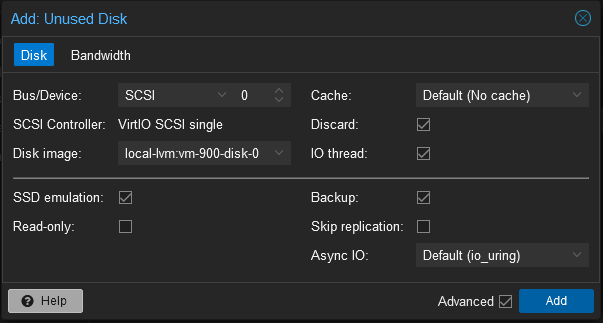 Add: Unused Disk
Disk Bandwidth
Bus/Device: SCSI 0 Cache: Default (No cache)
SCSI Controller: VirtIO SCSI single Discard:
Disk image: local-lvm:vm-900-disk-0 IO thread:
SSD emulation: Backup:
Read-only: Skip replication:
Async IO: Default (io_uring)
Help Advanced Add